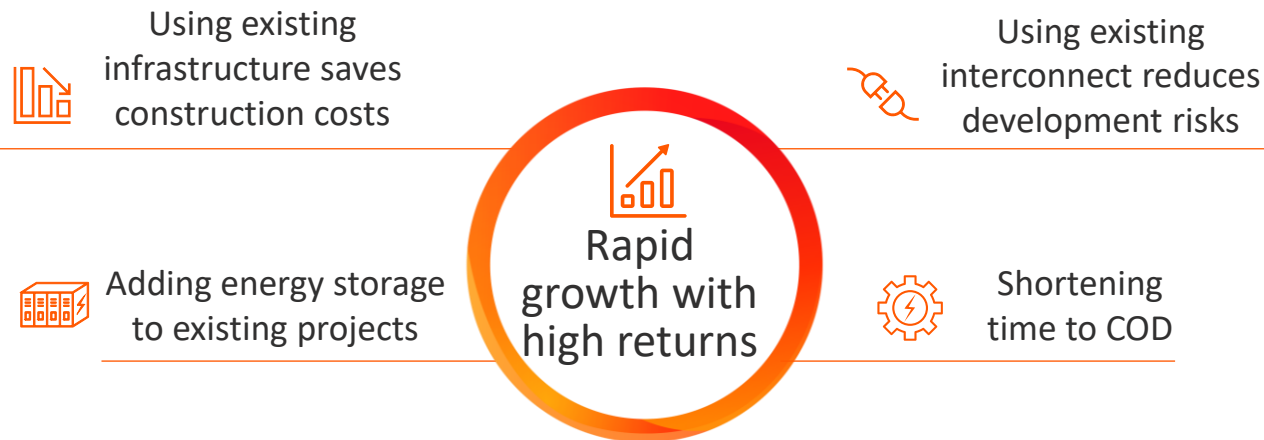 Using existing
infrastructure saves
construction costs
Using existing
interconnect reduces
development risks
Rapid
growth with
high returns
Adding energy storage
to existing projects
Shortening
time to COD